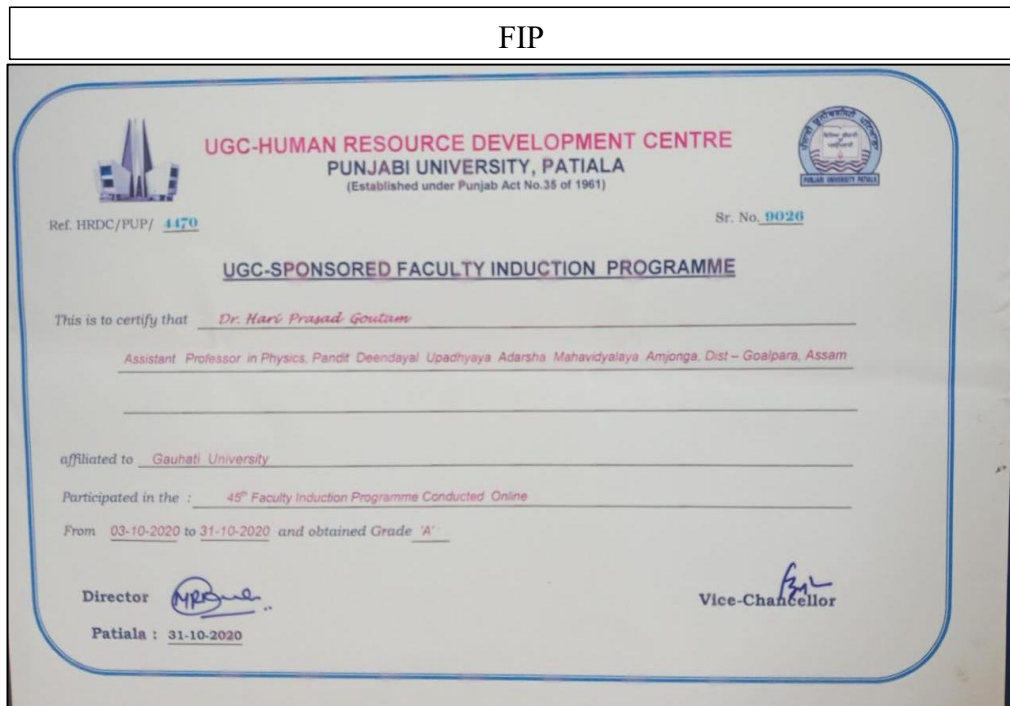 FIP
UGC-HUMAN RESOURCE DEVELOPMENT CENTRE
PUNJABI UNIVERSITY, PATIALA
(Established under Punjab Act No.35 of 1961)
PUNJABI UNIVERSITY PATIALA
Ref. HRDC/PUP/ 4470
Sr. No. 9026
UGC-SPONSORED FACULTY INDUCTION PROGRAMME
This is to certify that Dr. Hari Prasad Goutam
Assistant Professor in Physics, Pandit Deendayal Upadhyaya Adarsha Mahavidyalaya Amjonga, Dist – Goalpara, Assam
affiliated to Gauhati University
Participated in the : 45th Faculty Induction Programme Conducted Online
From 03-10-2020 to 31-10-2020 and obtained Grade 'A'
Director
Vice-Chancellor
Patiala : 31-10-2020